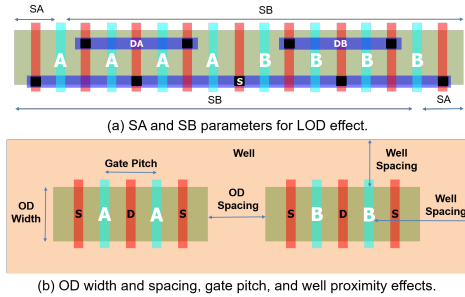 SA
SB
DA
DB
A
A
A
A
B
B
B
B
S
SB
SA
(a) SA and SB parameters for LOD effect.
Well
Gate Pitch
Well
Spacing
OD
Width
S
A
D
A
S
OD
Spacing
S
B
D
B
S
Well
Spacing
(b) OD width and spacing, gate pitch, and well proximity effects.